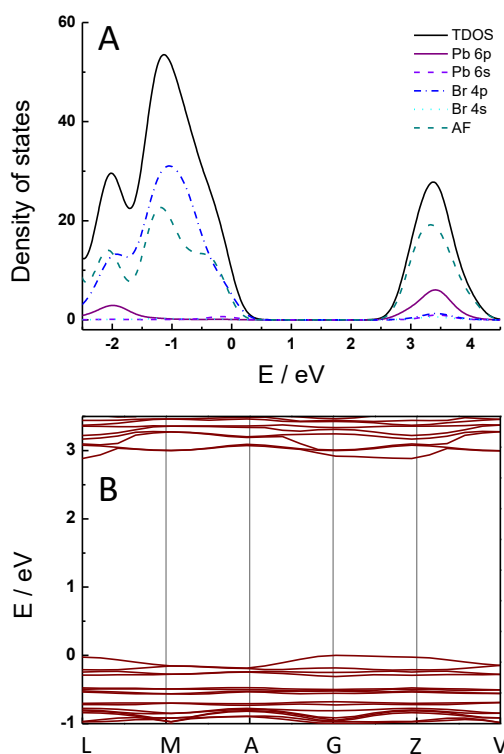 A
60
40
20
0
Density of states
TDOS
Pb 6p
Pb 6s
Br 4p
Br 4s
AF
-2 -1 0 1 2 3 4
E / eV
B
3
2
1
0
-1
E / eV
L M A G Z V